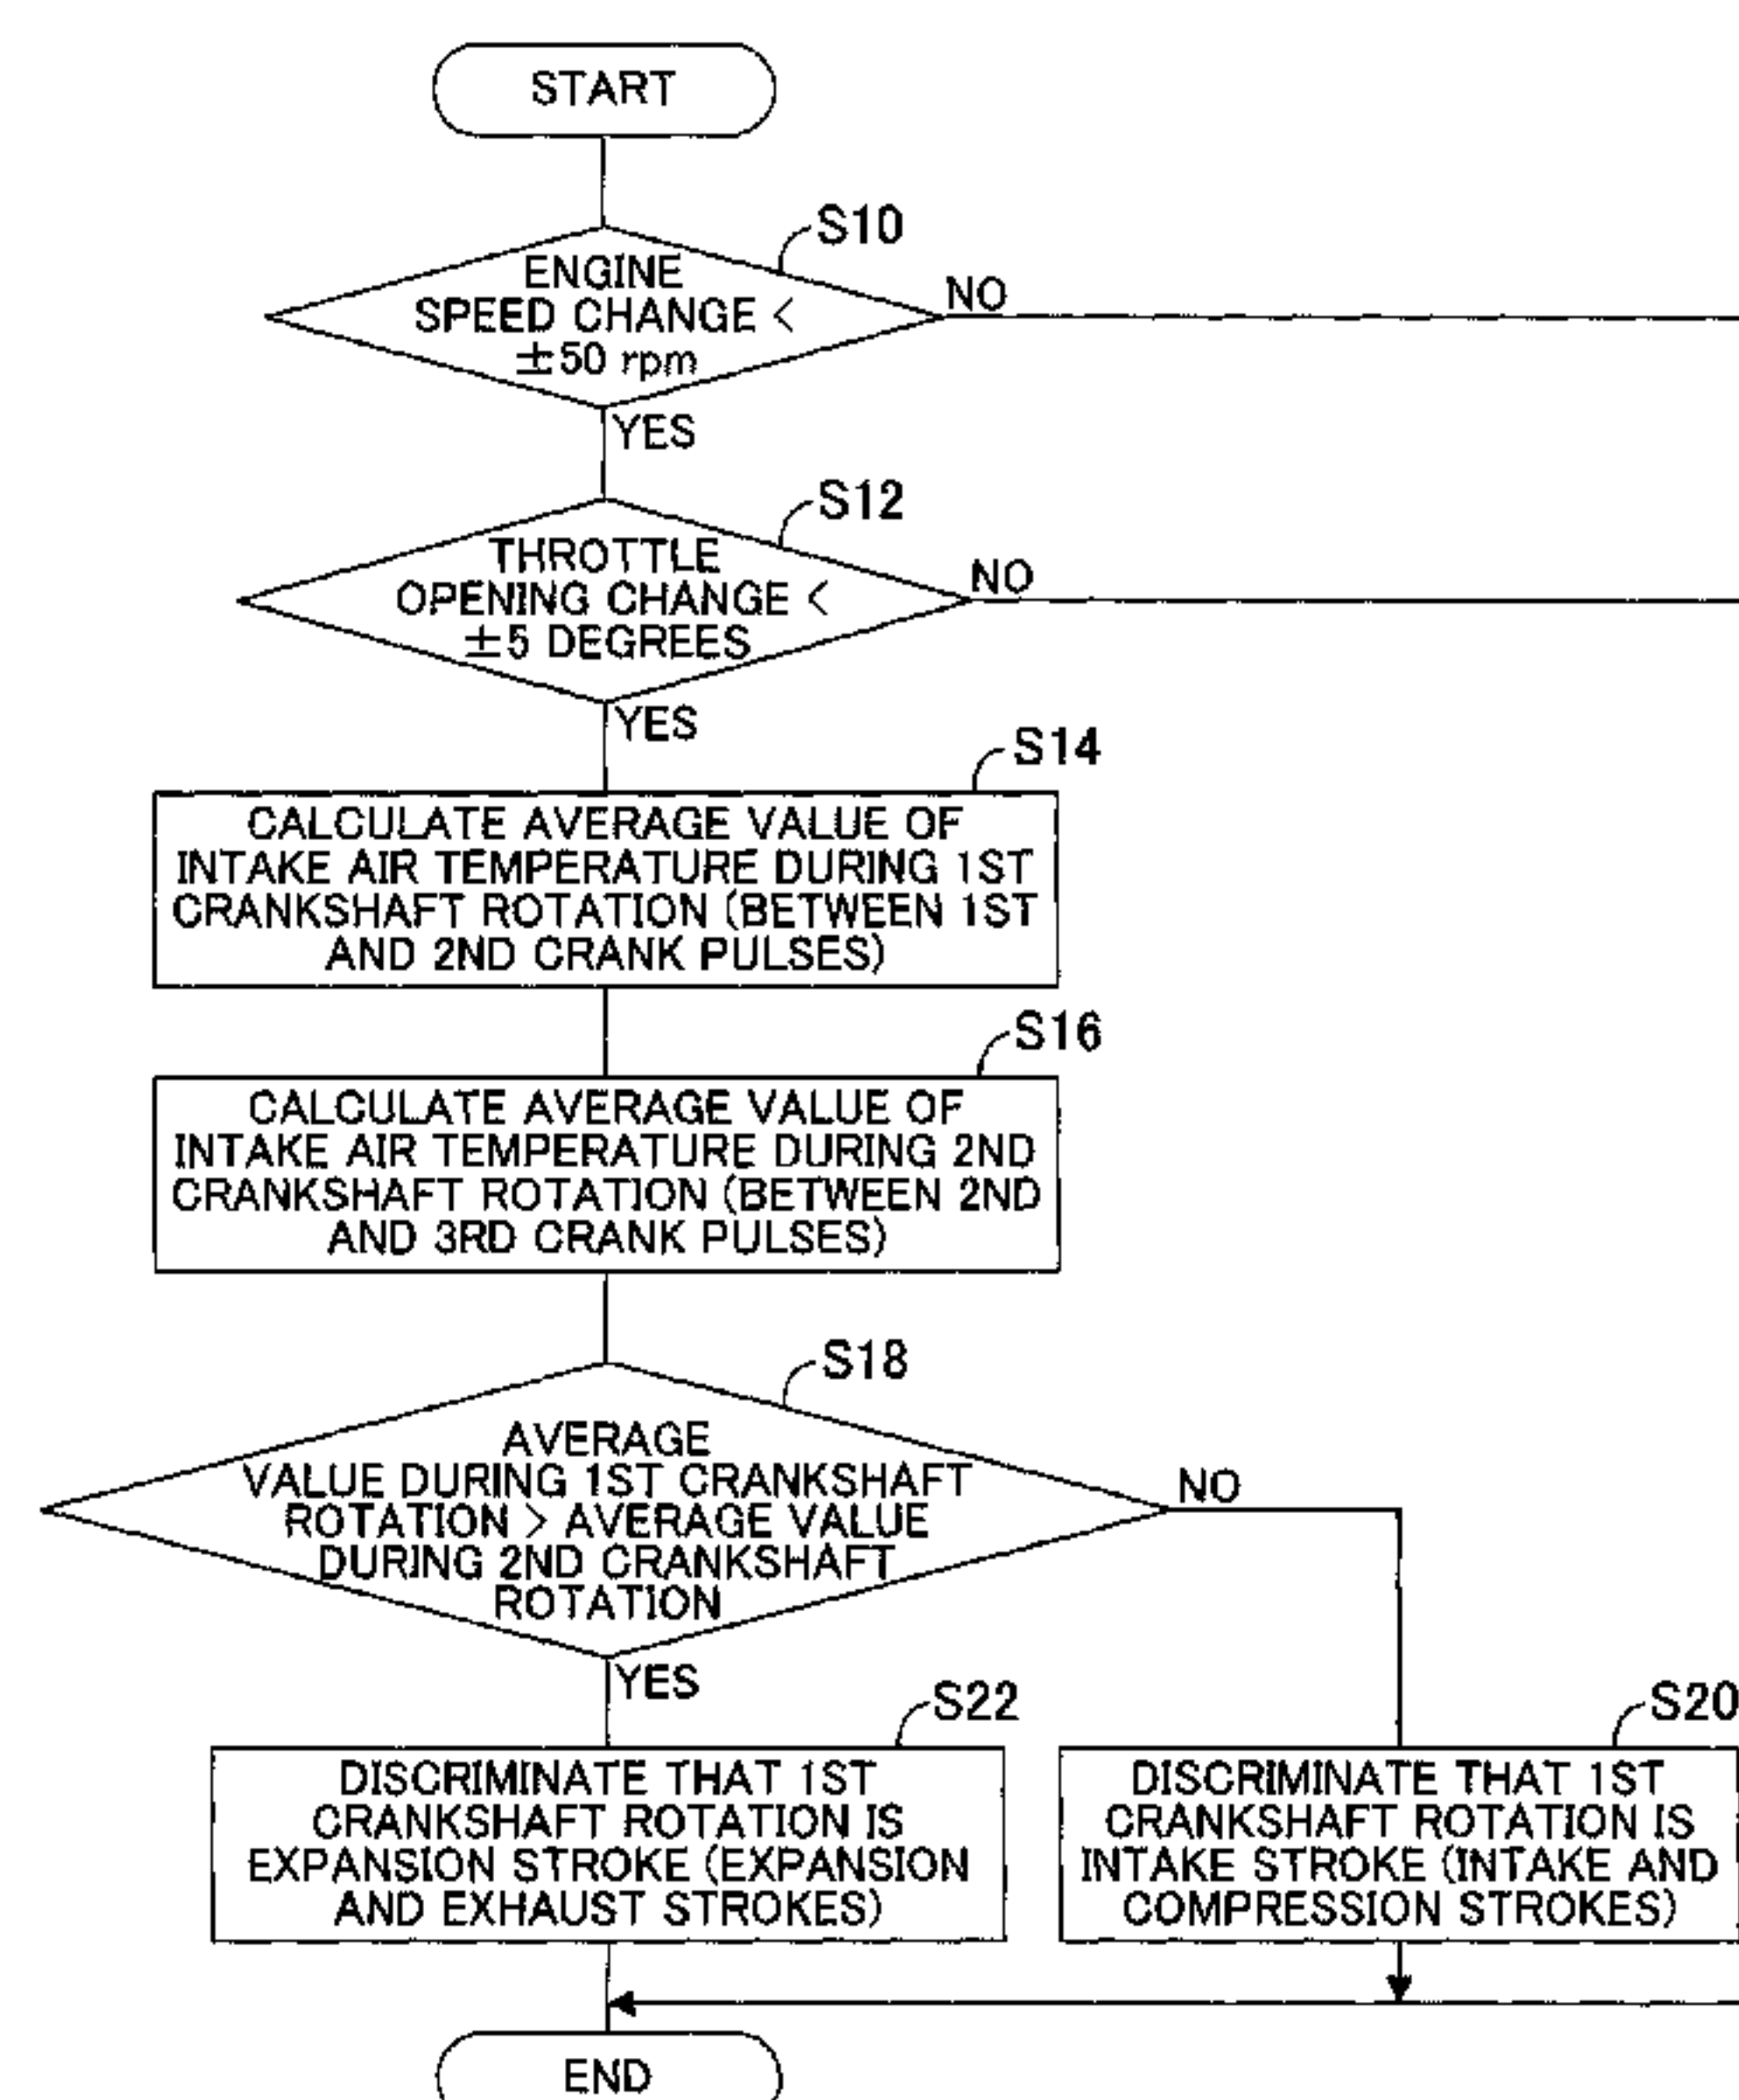 START
S10
ENGINE
SPEED CHANGE <
±50 rpm
NO
YES
S12
THROTTLE
OPENING CHANGE <
±5 DEGREES
NO
YES
S14
CALCULATE AVERAGE VALUE OF
INTAKE AIR TEMPERATURE DURING 1ST
CRANKSHAFT ROTATION (BETWEEN 1ST
AND 2ND CRANK PULSES)
S16
CALCULATE AVERAGE VALUE OF
INTAKE AIR TEMPERATURE DURING 2ND
CRANKSHAFT ROTATION (BETWEEN 2ND
AND 3RD CRANK PULSES)
S18
AVERAGE
VALUE DURING 1ST CRANKSHAFT
ROTATION > AVERAGE VALUE
DURING 2ND CRANKSHAFT
ROTATION
NO
YES
S22
DISCRIMINATE THAT 1ST
CRANKSHAFT ROTATION IS
EXPANSION STROKE (EXPANSION
AND EXHAUST STROKES)
S20
DISCRIMINATE THAT 1ST
CRANKSHAFT ROTATION IS
INTAKE STROKE (INTAKE AND
COMPRESSION STROKES)
END